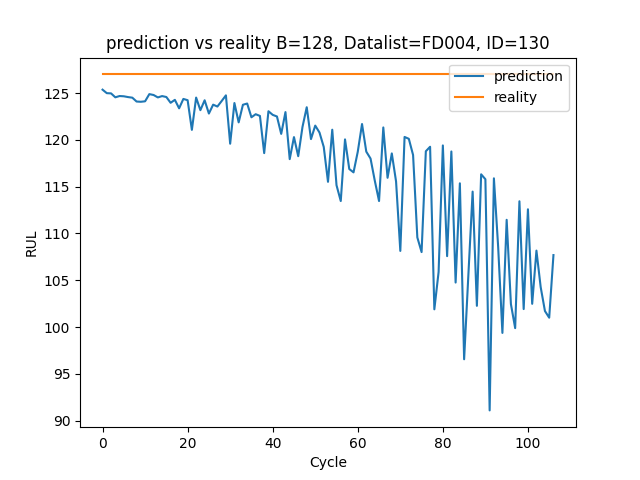 prediction vs reality B=128, Datalist=FD004, ID=130
prediction
reality
RUL
125
120
115
110
105
100
95
90
0 20 40 60 80 100
Cycle